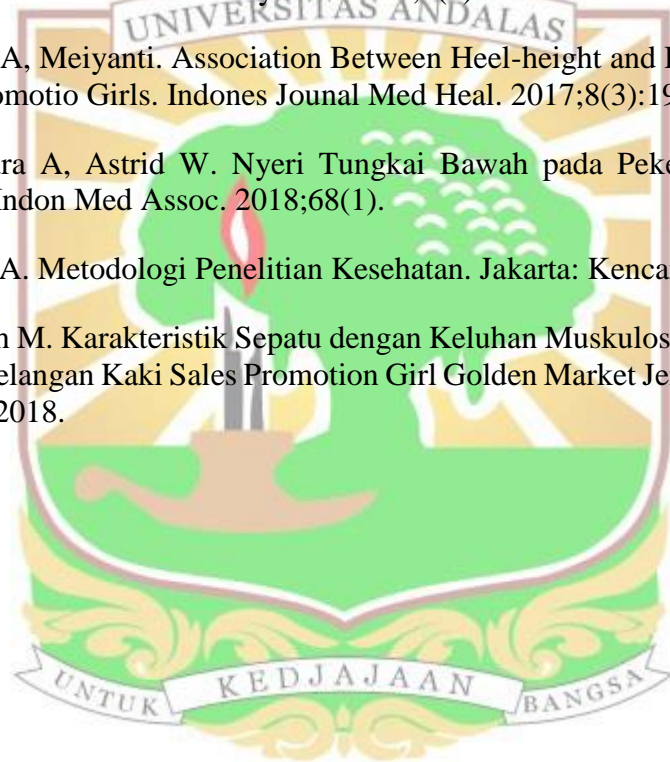 UNIVERSITAS ANDALAS
A, Meiyanti. Association Between Heel-height and
omotio Girls. Indones Jounal Med Heal. 2017;8(3):19
ra A, Astrid W. Nyeri Tungkai Bawah pada Peke
Indon Med Assoc. 2018;68(1).
A. Metodologi Penelitian Kesehatan. Jakarta: Kenca
M. Karakteristik Sepatu dengan Keluhan Muskulos
elangan Kaki Sales Promotion Girl Golden Market Je
2018.
UNTUK KEDJAJAAN BANGSA